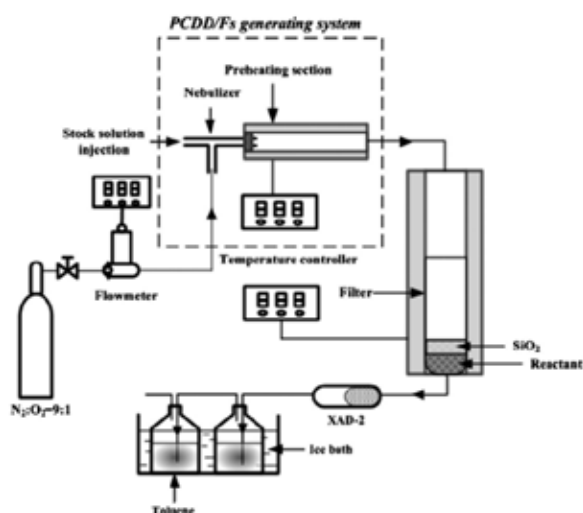 PCDD/Fs generating system
Preheating section
Nebulizer
Stock solution
injection
Temperature controller
Flowmeter
Filter
SiO₂
Reactant
N₂:O₂=9:1
XAD-2
Ice bath
Toluene